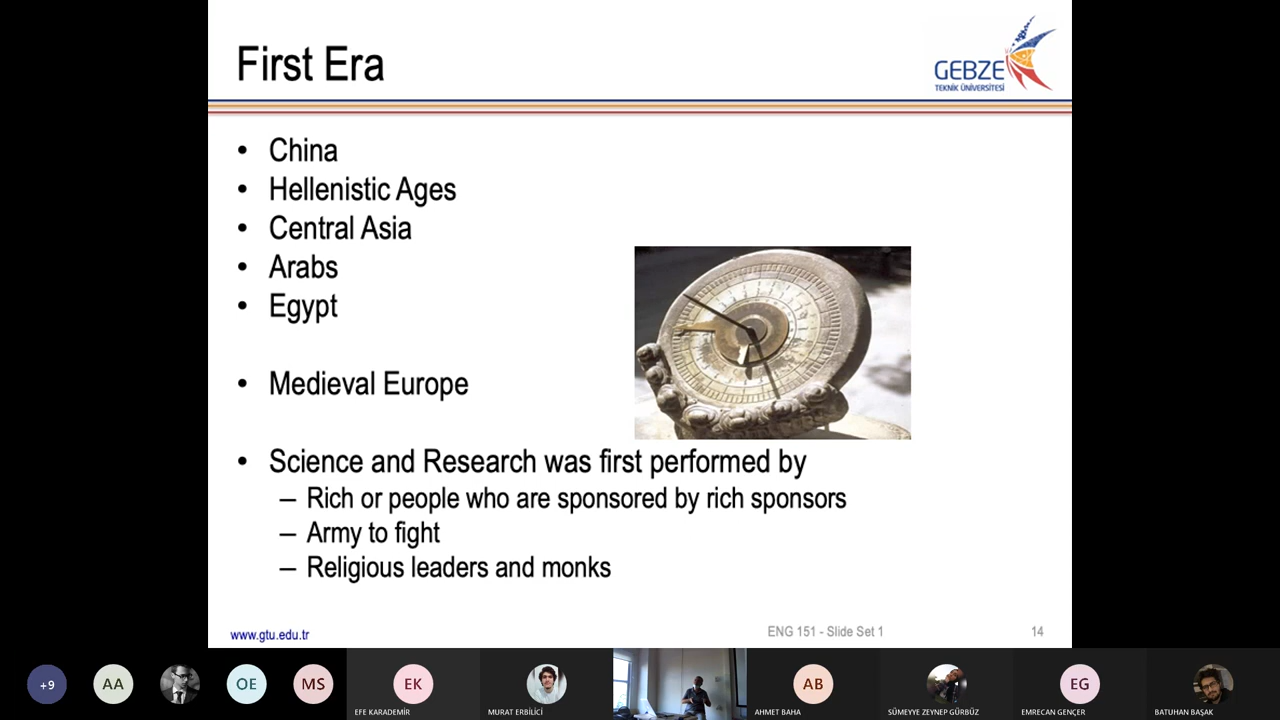 First Era
GEBZE
TEKNİK ÜNİVERSİTESİ
• China
• Hellenistic Ages
• Central Asia
• Arabs
• Egypt
• Medieval Europe
• Science and Research was first performed by
– Rich or people who are sponsored by rich sponsors
– Army to fight
– Religious leaders and monks
www.gtu.edu.tr
ENG 151 - Slide Set 1
14
+9
AA
OE
MS
EK
EFE KARADEMİR
MURAT ERBİLİCİ
AB
AHMET BAHA
SÜMEYYE ZEYNEP GÜRBÜZ
EG
EMRECAN GENÇER
BATUHAN BAŞAK